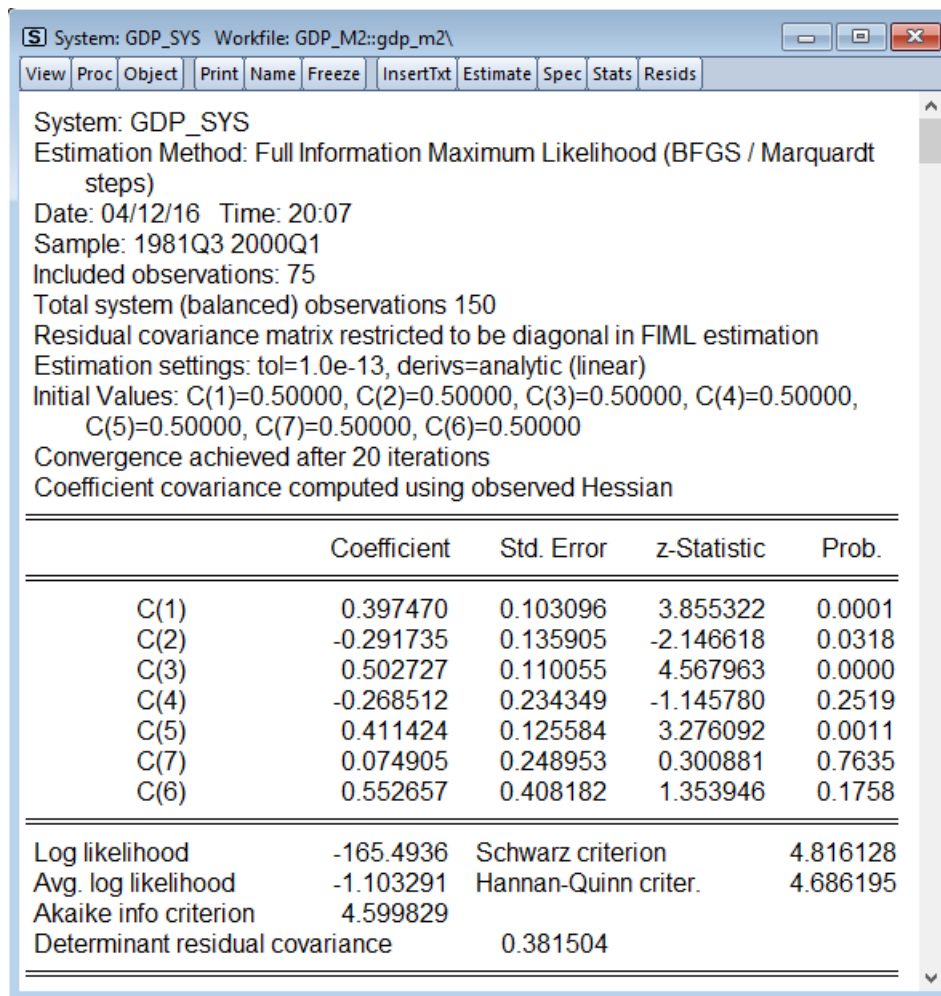 S System: GDP_SYS Workfile: GDP_M2::gdp_m2\
View Proc Object Print Name Freeze InsertTxt Estimate Spec Stats Resids
System: GDP_SYS
Estimation Method: Full Information Maximum Likelihood (BFGS / Marquardt
steps)
Date: 04/12/16 Time: 20:07
Sample: 1981Q3 2000Q1
Included observations: 75
Total system (balanced) observations 150
Residual covariance matrix restricted to be diagonal in FIML estimation
Estimation settings: tol=1.0e-13, derivs=analytic (linear)
Initial Values: C(1)=0.50000, C(2)=0.50000, C(3)=0.50000, C(4)=0.50000,
C(5)=0.50000, C(7)=0.50000, C(6)=0.50000
Convergence achieved after 20 iterations
Coefficient covariance computed using observed Hessian
Coefficient Std. Error z-Statistic Prob.
C(1) 0.397470 0.103096 3.855322 0.0001
C(2) -0.291735 0.135905 -2.146618 0.0318
C(3) 0.502727 0.110055 4.567963 0.0000
C(4) -0.268512 0.234349 -1.145780 0.2519
C(5) 0.411424 0.125584 3.276092 0.0011
C(7) 0.074905 0.248953 0.300881 0.7635
C(6) 0.552657 0.408182 1.353946 0.1758
Log likelihood -165.4936 Schwarz criterion 4.816128
Avg. log likelihood -1.103291 Hannan-Quinn criter. 4.686195
Akaike info criterion 4.599829
Determinant residual covariance 0.381504